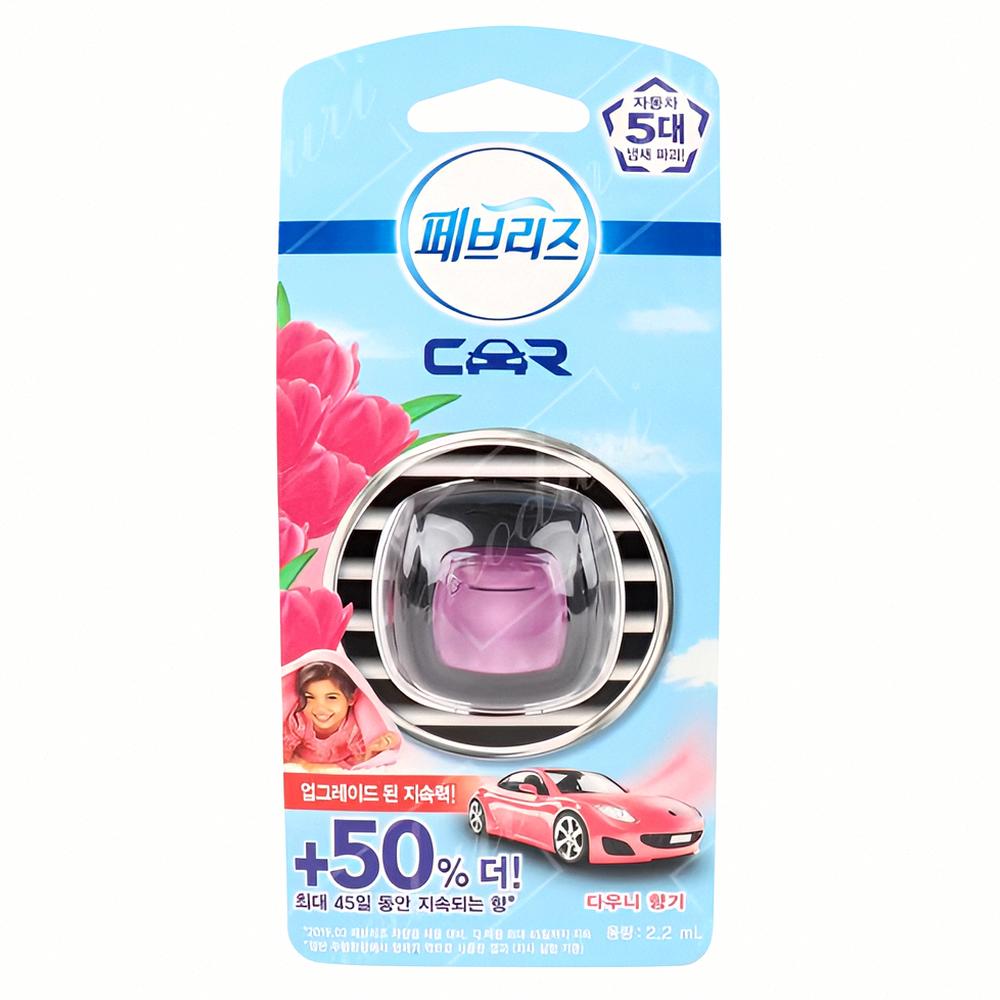 자동차
5대
냄새 파괴!
페브리즈
CAR
업그레이드 된 지속력!
+50% 더!
최대 45일 동안 지속되는 향*
다우니 향기
용량 : 2.2 mL